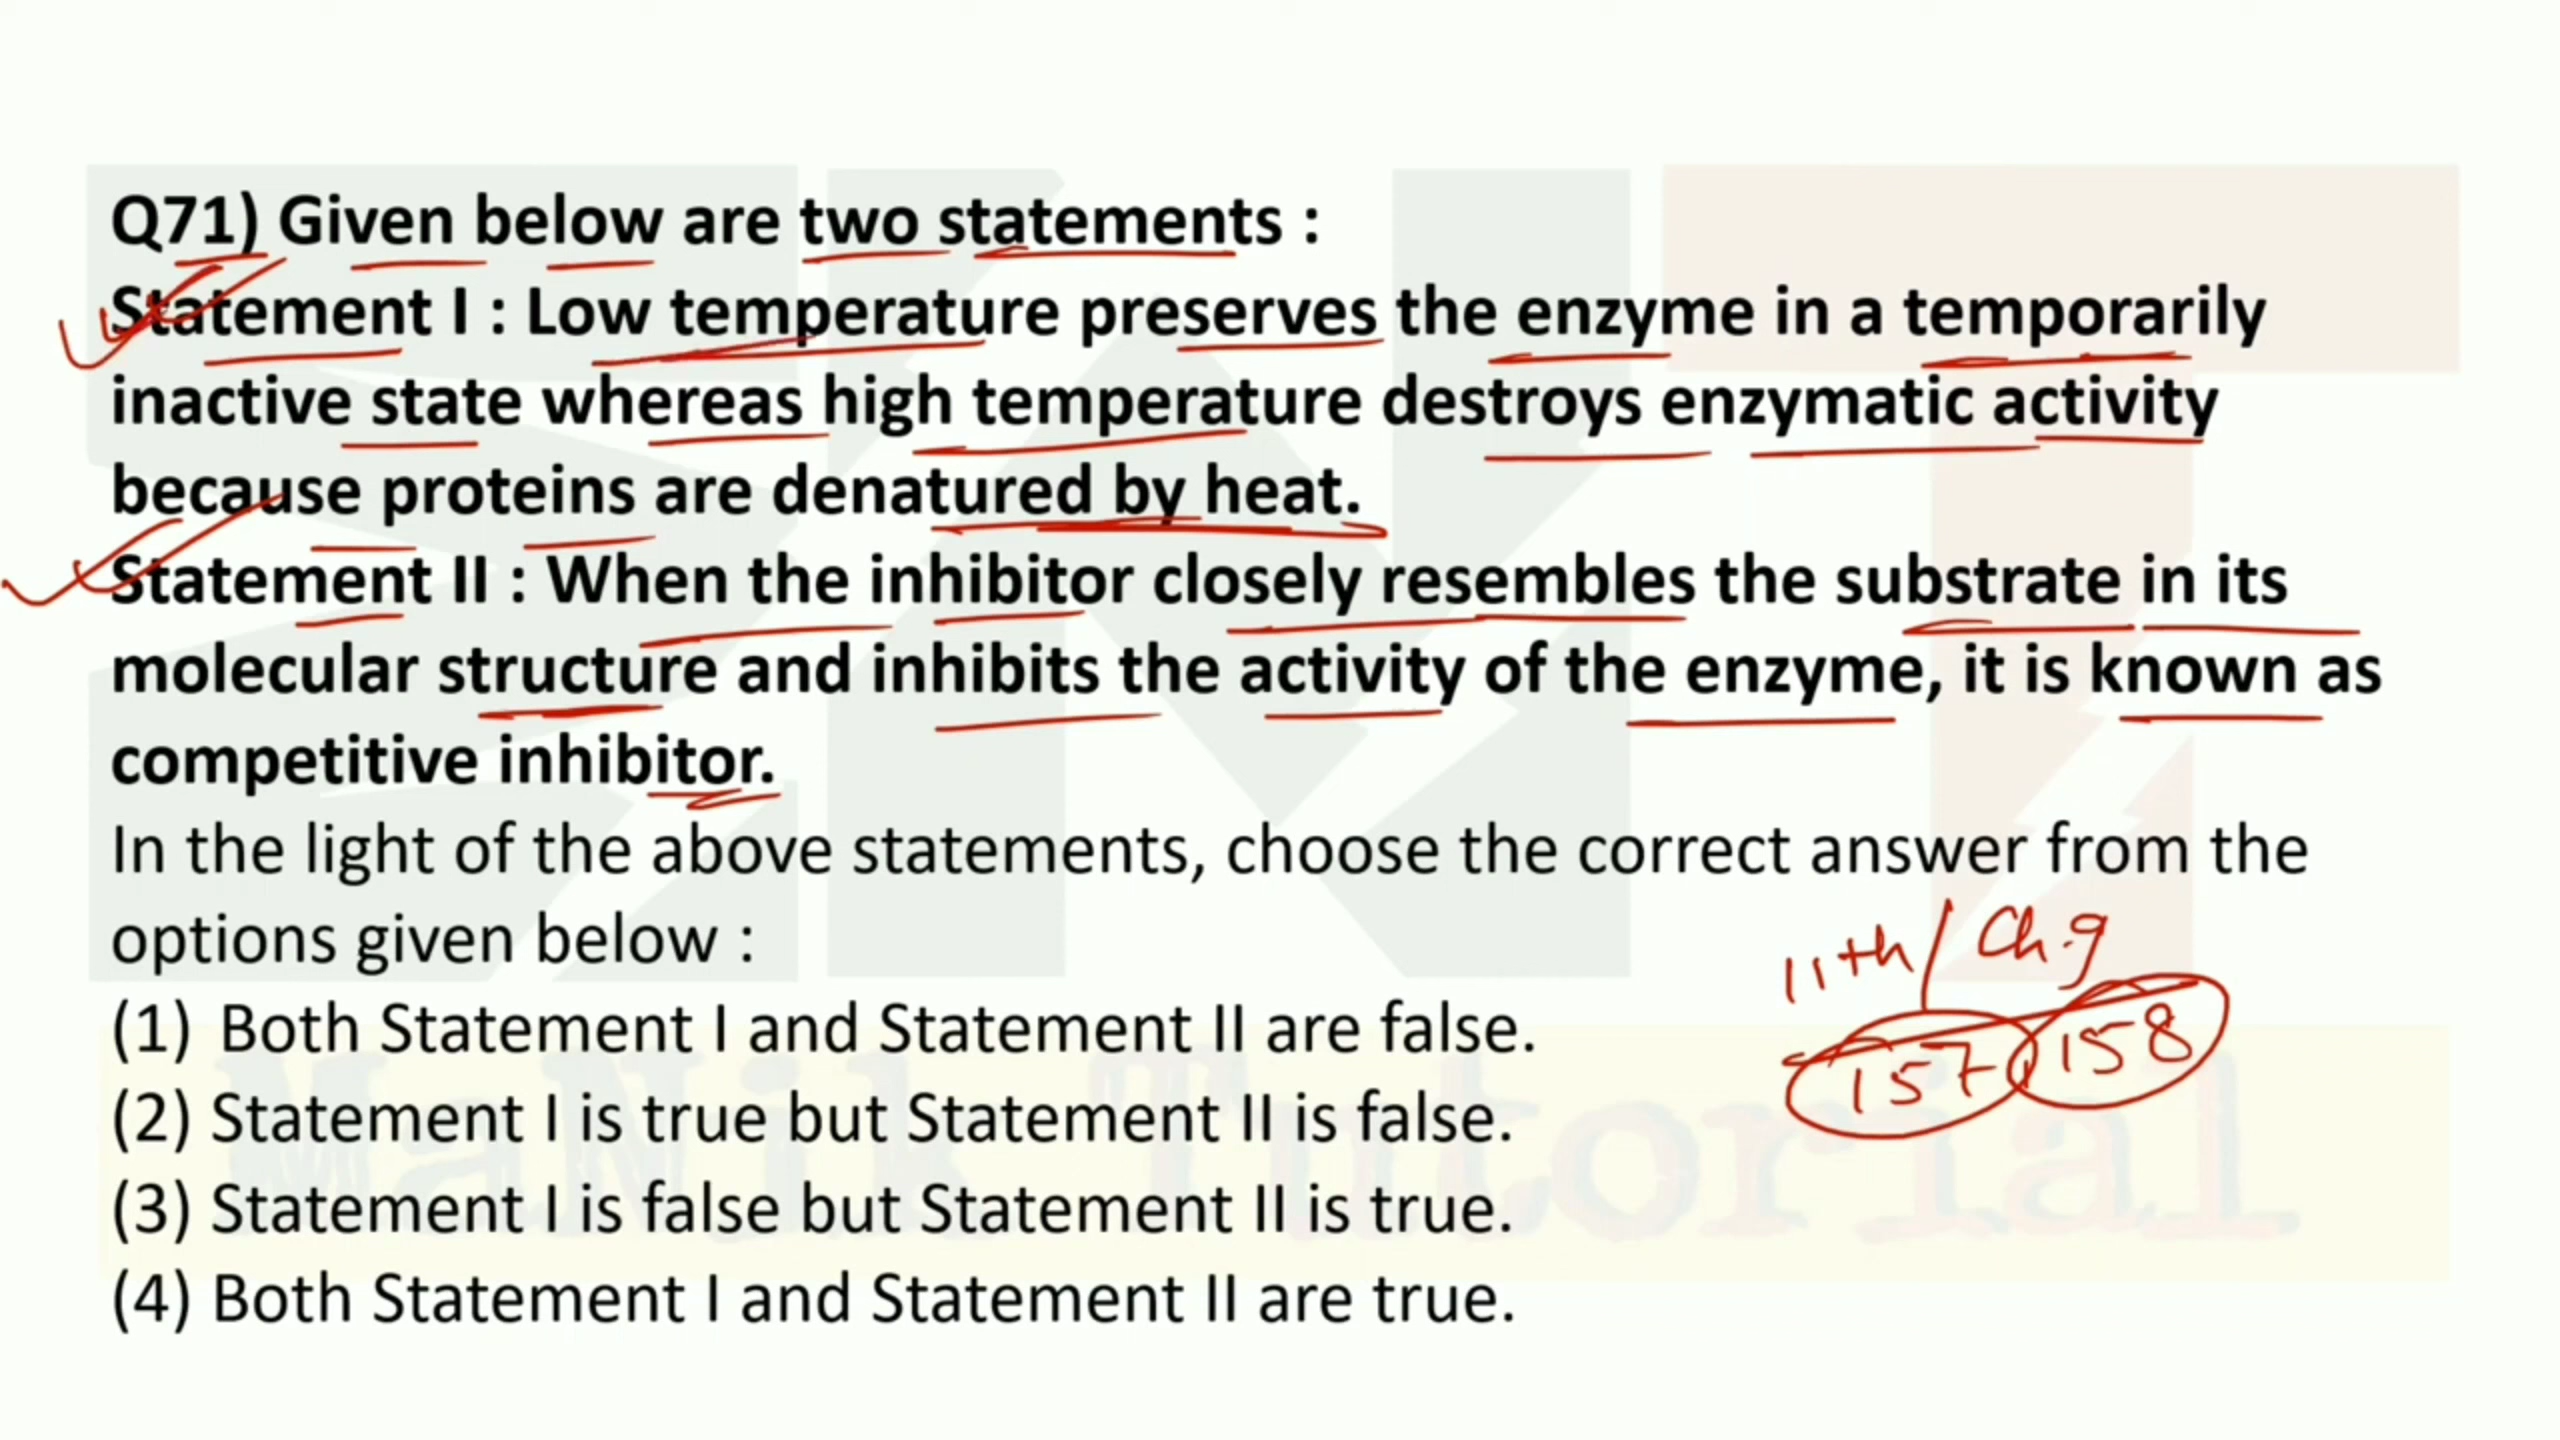 Q71) Given below are two statements :
Statement I : Low temperature preserves the enzyme in a temporarily
inactive state whereas high temperature destroys enzymatic activity
because proteins are denatured by heat.
Statement II : When the inhibitor closely resembles the substrate in its
molecular structure and inhibits the activity of the enzyme, it is known as
competitive inhibitor.
In the light of the above statements, choose the correct answer from the
options given below :
11th / Ch.9
157, 158
(1) Both Statement I and Statement II are false.
(2) Statement I is true but Statement II is false.
(3) Statement I is false but Statement II is true.
(4) Both Statement I and Statement II are true.
MaNik Tutorial